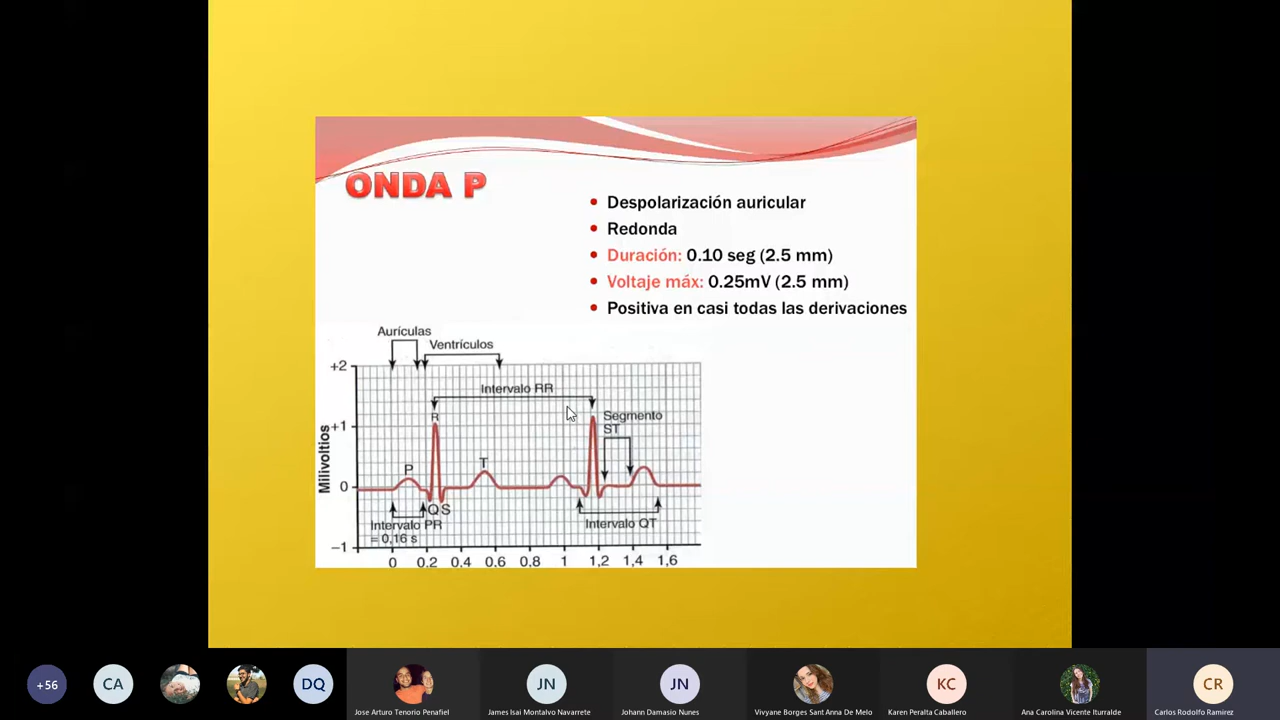 ONDA P
Despolarización auricular
Redonda
Duración: 0.10 seg (2.5 mm)
Voltaje máx: 0.25mV (2.5 mm)
Positiva en casi todas las derivaciones
Aurículas
Ventrículos
+2
Intervalo RR
R
Segmento
ST
+1
Milivoltios
P
T
0
Q S
Intervalo PR
= 0,16 s
Intervalo QT
−1
0 0.2 0,4 0.6 0,8 1 1,2 1,4 1,6
+56
CA
DQ
JN
JN
KC
CR
Jose Arturo Tenorio Penafiel
James Isai Montalvo Navarrete
Johann Damasio Nunes
Vivyane Borges Sant Anna De Melo
Karen Peralta Caballero
Ana Carolina Vicente Iturralde
Carlos Rodolfo Ramirez